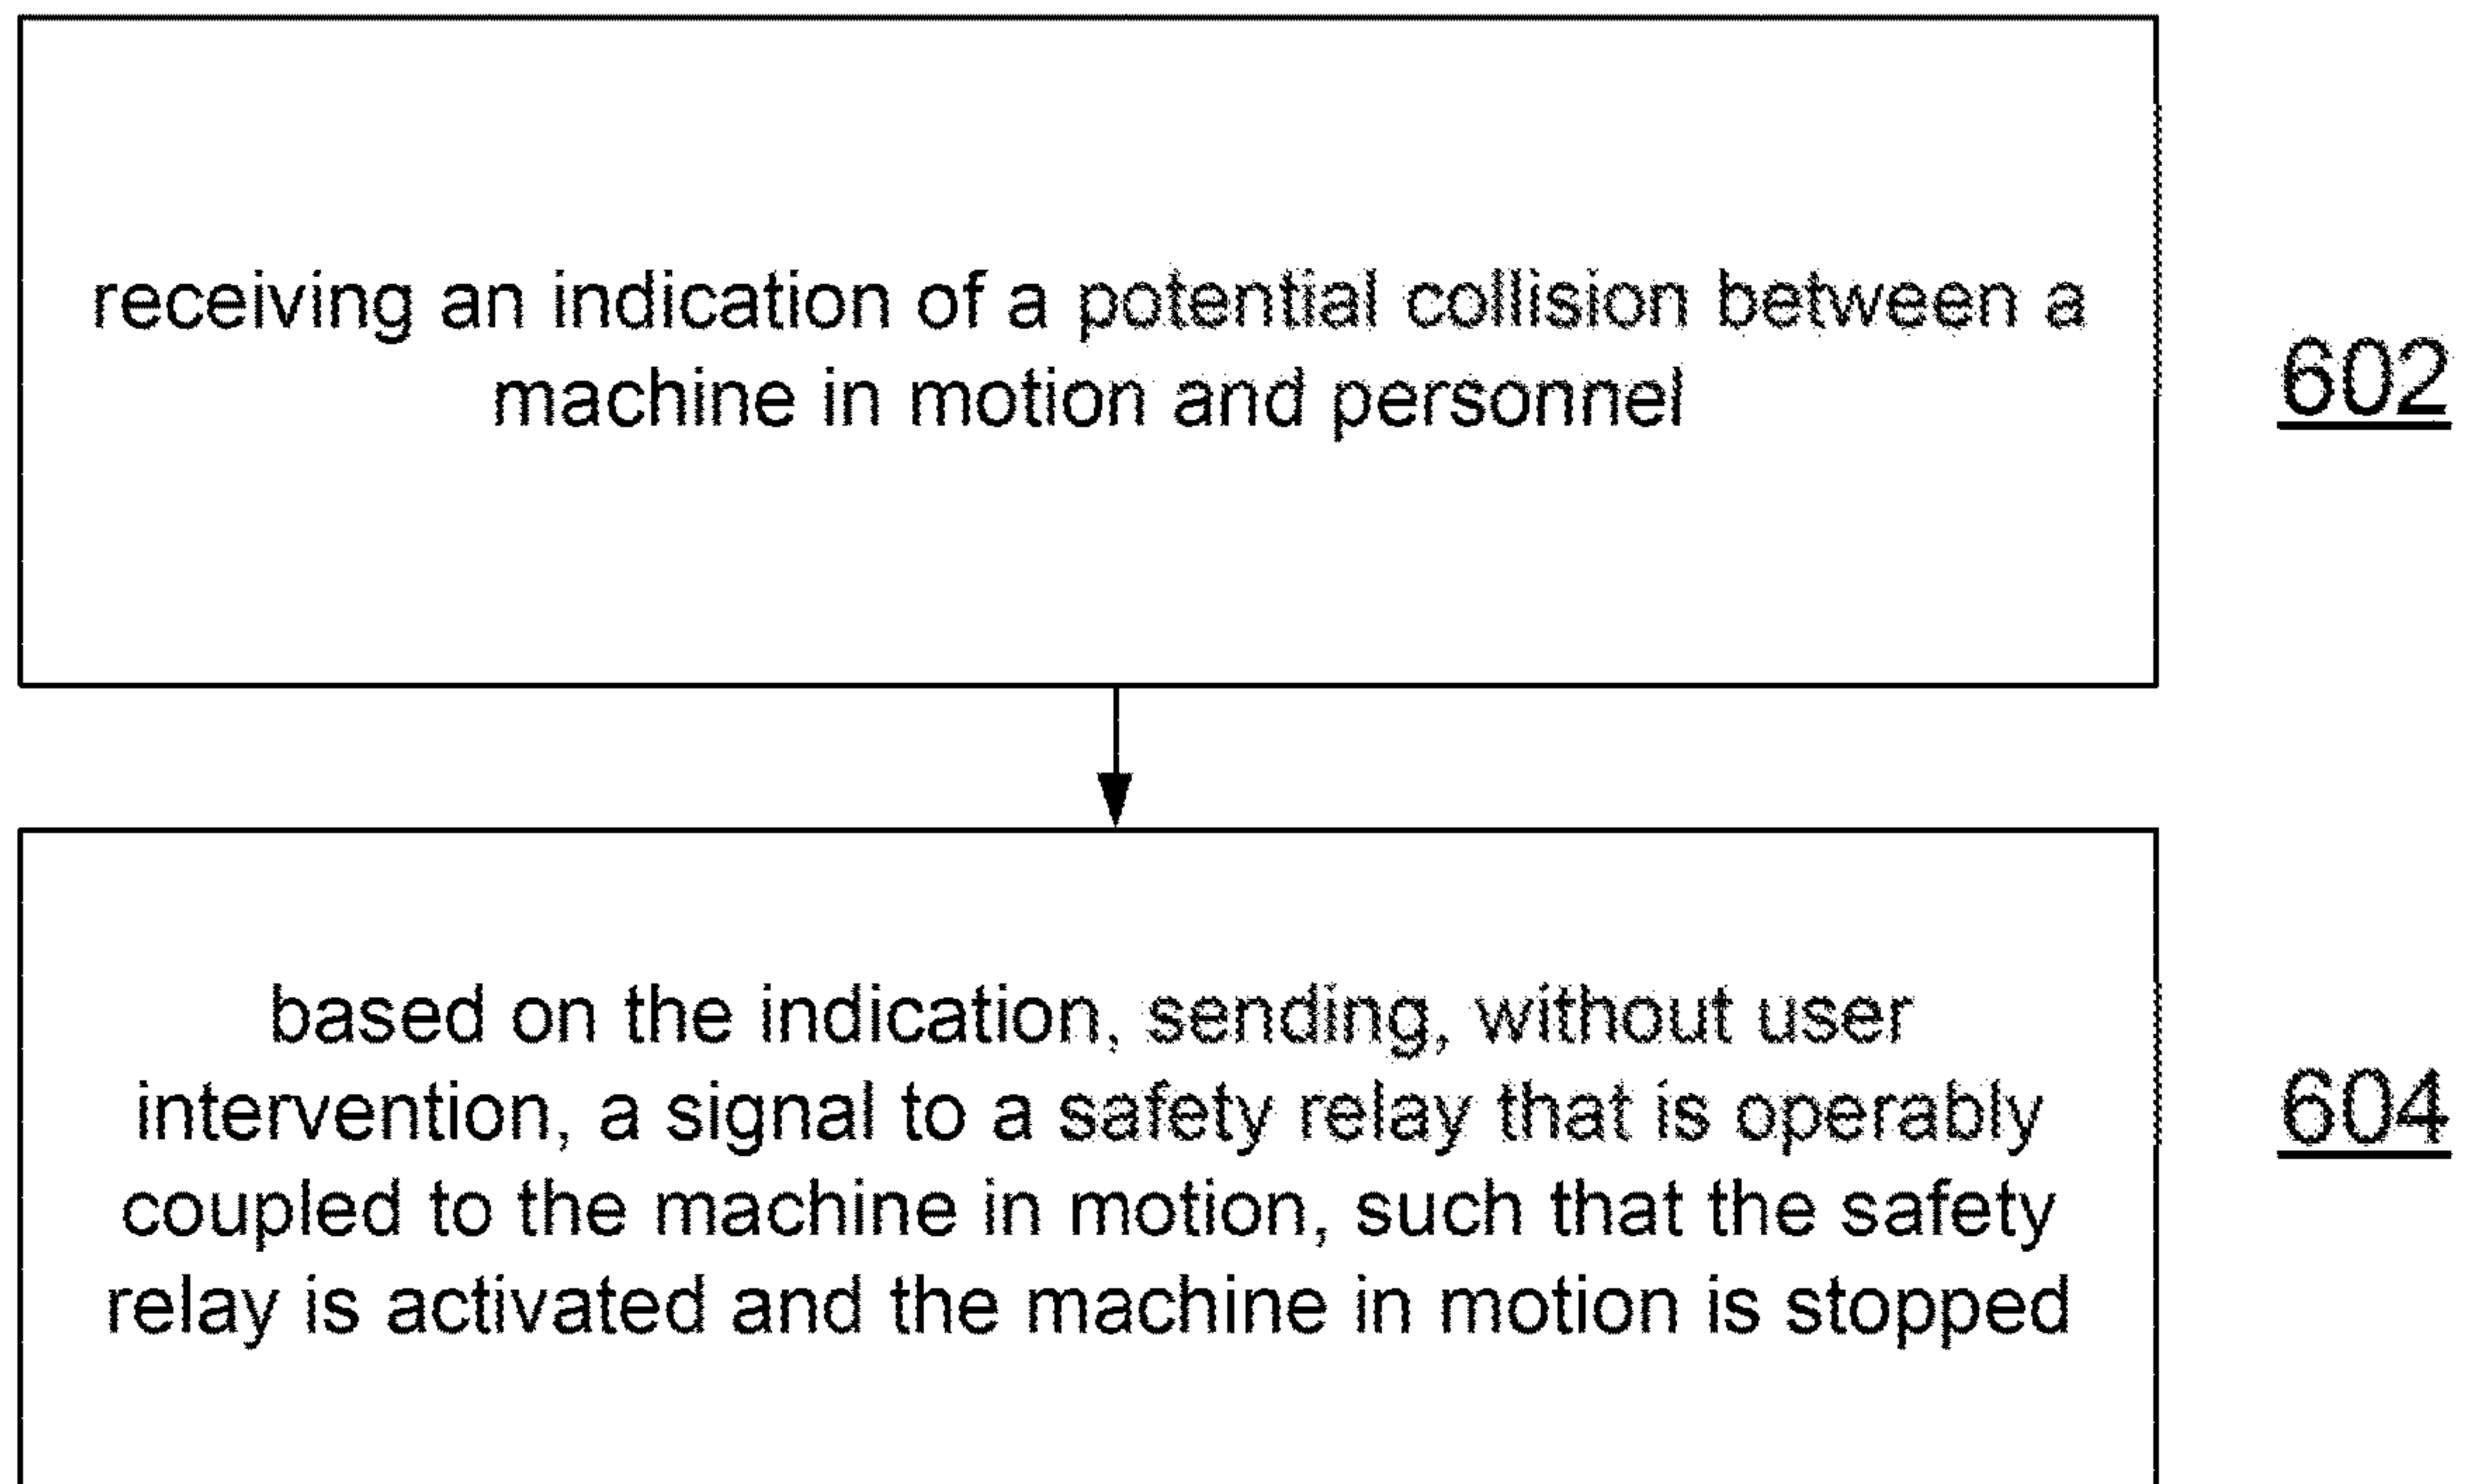 receiving an indication of a potential collision between a
machine in motion and personnel
602
based on the indication, sending, without user
intervention, a signal to a safety relay that is operably
coupled to the machine in motion, such that the safety
relay is activated and the machine in motion is stopped
604